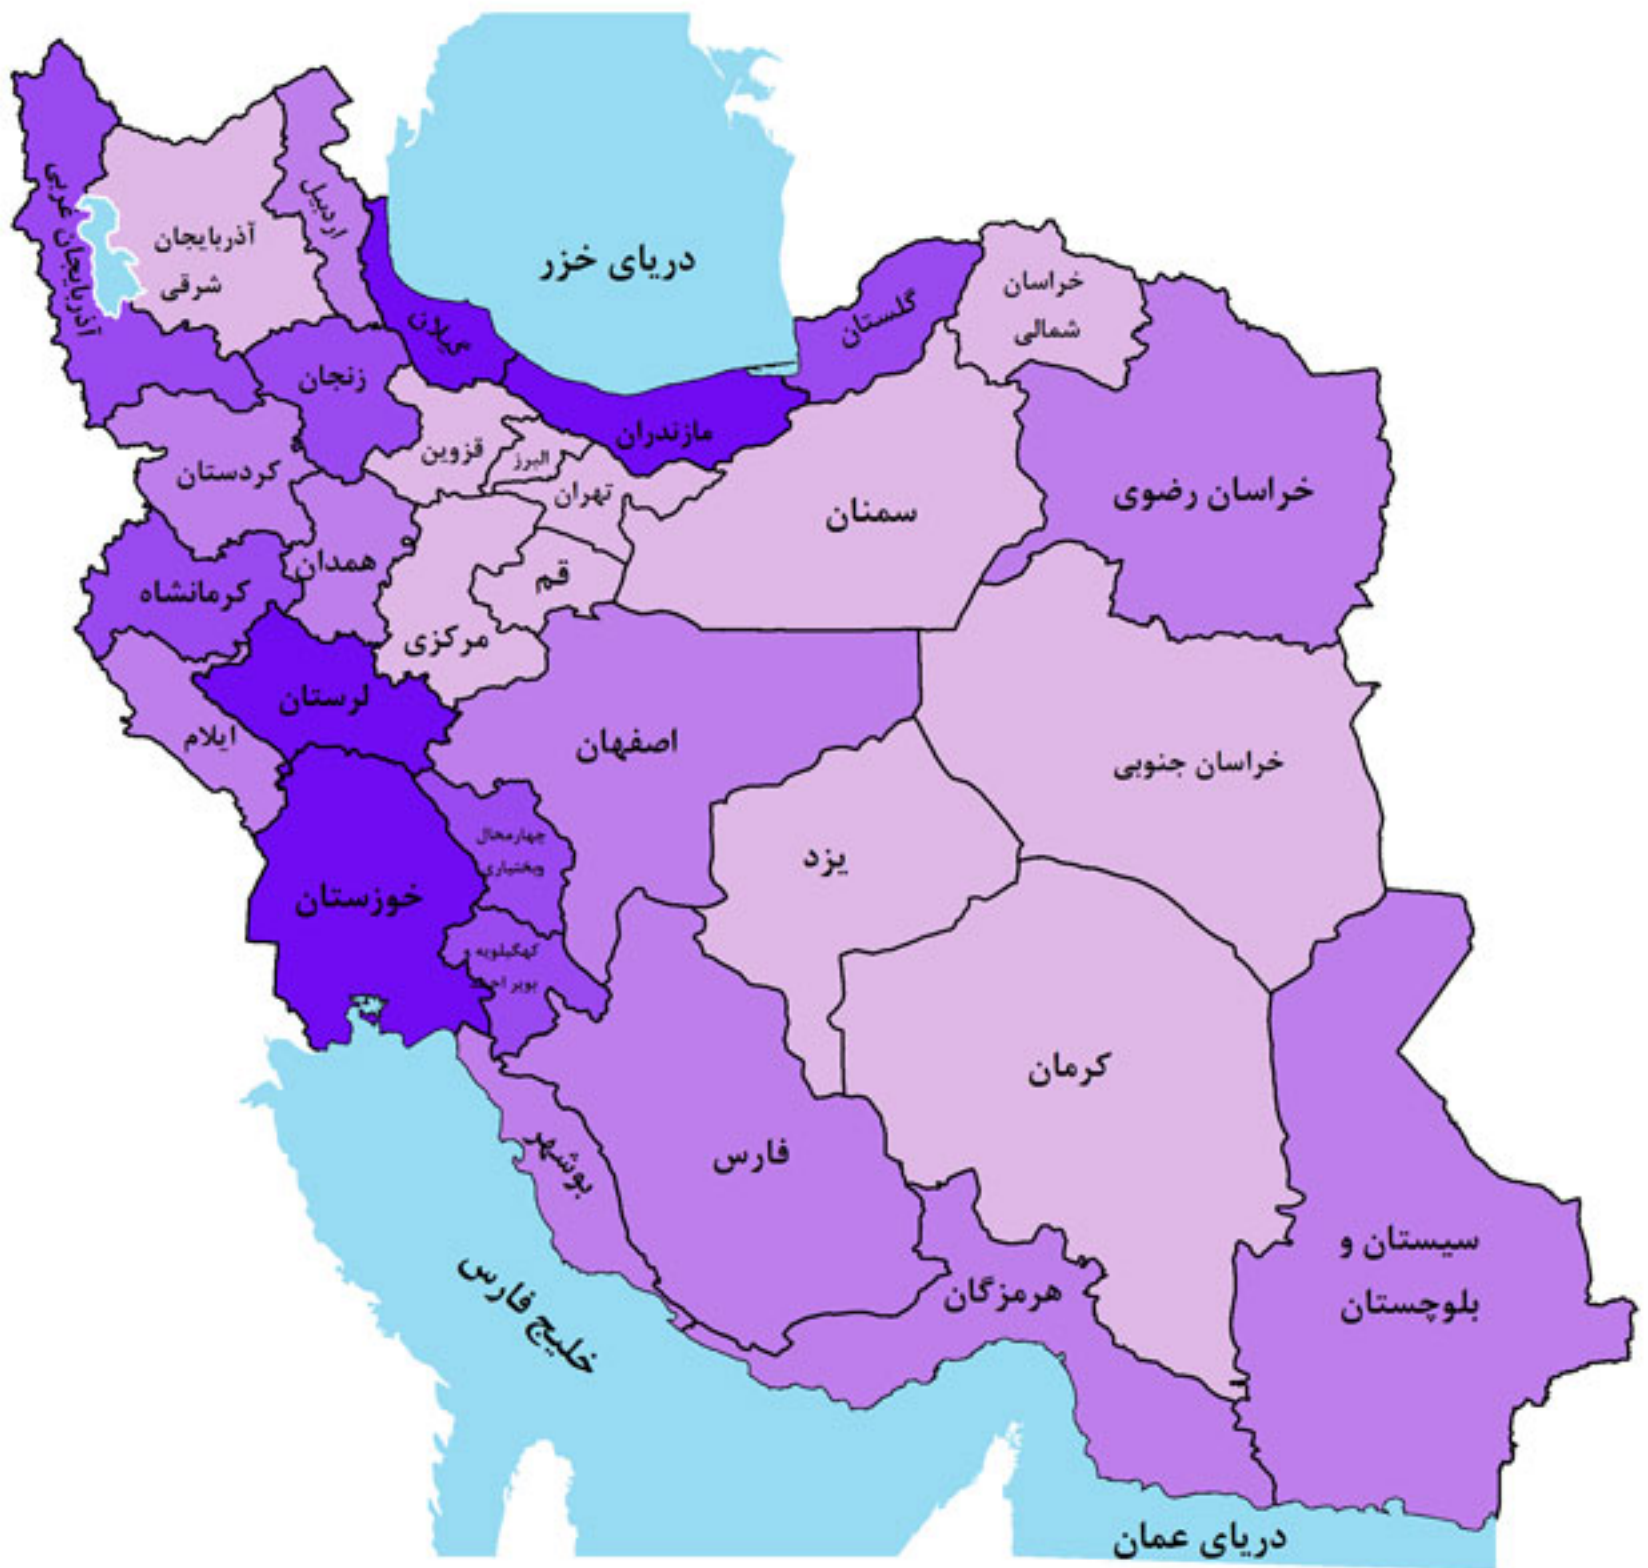 دریای خزر
آذربایجان غربی
آذربایجان
شرقی
اردبیل
گیلان
گلستان
خراسان
شمالی
زنجان
مازندران
قزوین
البرز
تهران
سمنان
خراسان رضوی
کردستان
همدان
قم
کرمانشاه
مرکزی
لرستان
ایلام
اصفهان
خراسان جنوبی
چهارمحال
وبختیاری
یزد
خوزستان
کهگیلویه و
بویر
کرمان
فارس
بوشهر
هرمزگان
سیستان و
بلوچستان
خلیج فارس
دریای عمان